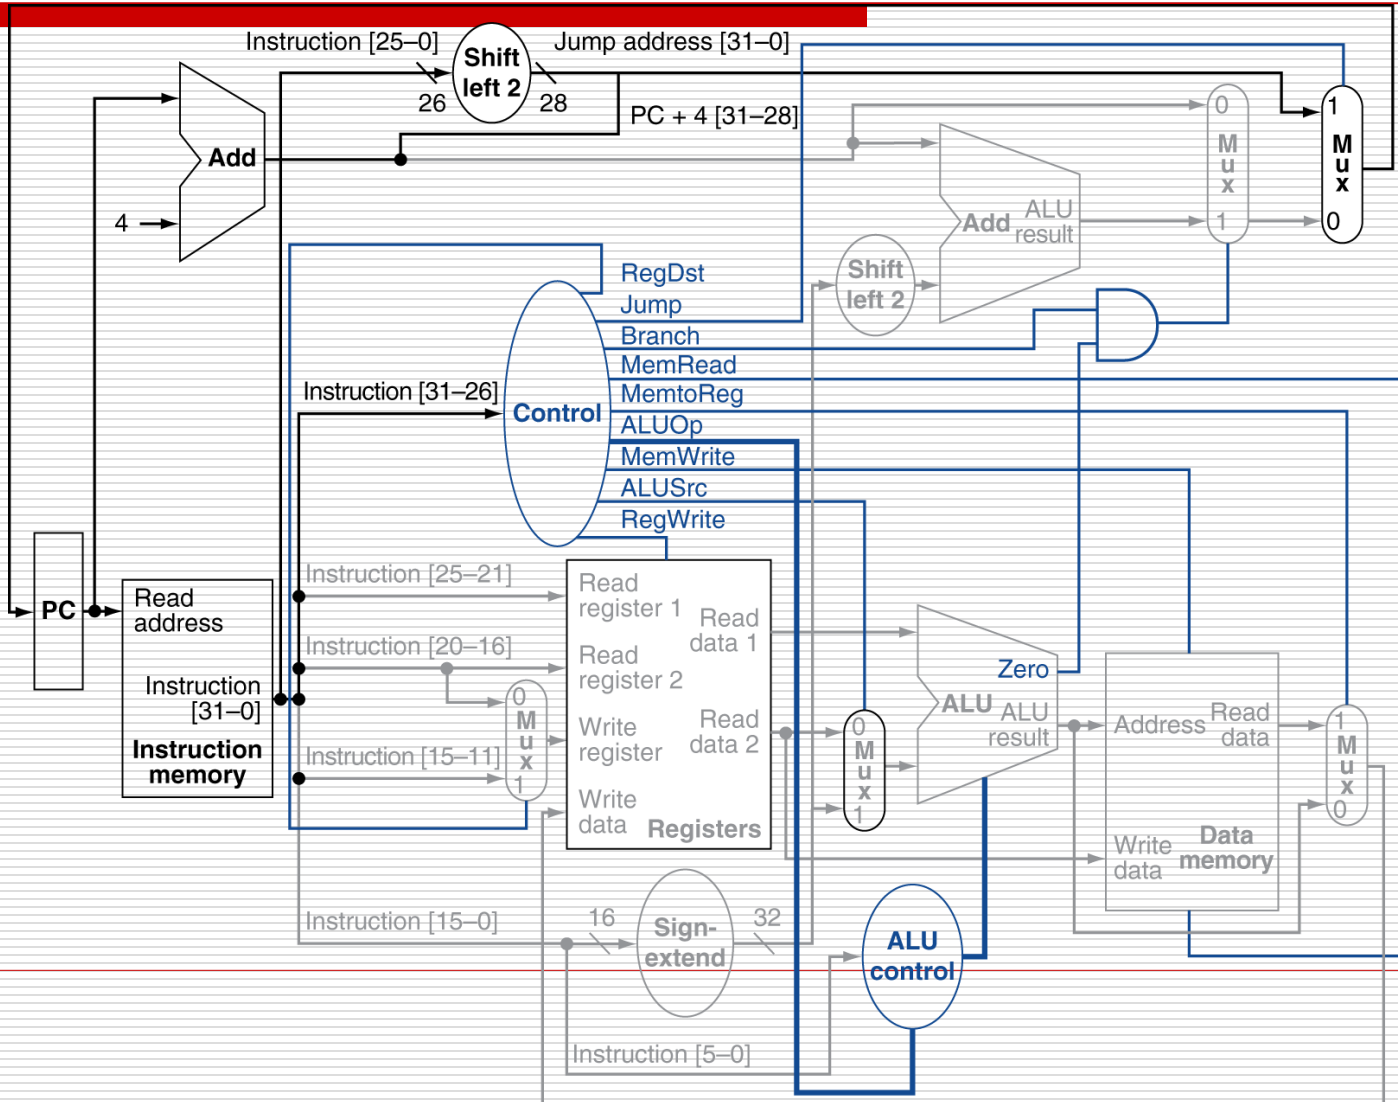 Instruction [25–0]
Shift
left 2
Jump address [31–0]
26
28
PC + 4 [31–28]
Add
4
0
M
u
x
1
1
M
u
x
0
Add
ALU
result
Shift
left 2
RegDst
Jump
Branch
MemRead
MemtoReg
ALUOp
MemWrite
ALUSrc
RegWrite
Instruction [31–26]
Control
PC
Read
address
Instruction
[31–0]
Instruction
memory
Instruction [25–21]
Instruction [20–16]
Instruction [15–11]
0
M
u
x
1
Read
register 1
Read
register 2
Write
register
Write
data
Read
data 1
Read
data 2
Registers
0
M
u
x
1
Zero
ALU
ALU
result
Address
Read
data
Write
data
Data
memory
1
M
u
x
0
Instruction [15–0]
16
Sign-
extend
32
ALU
control
Instruction [5–0]